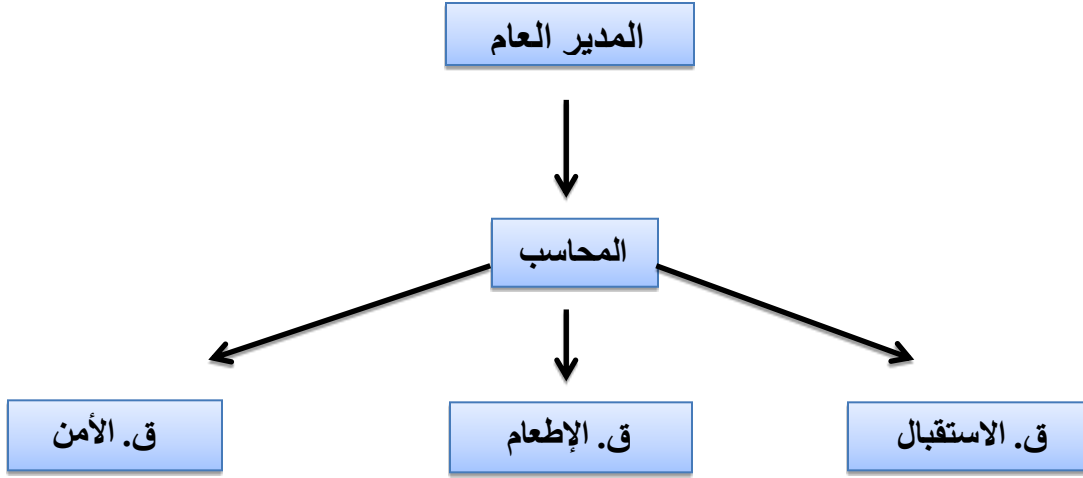 المدير العام
المحاسب
ق. الاستقبال
ق. الإطعام
ق. الأمن